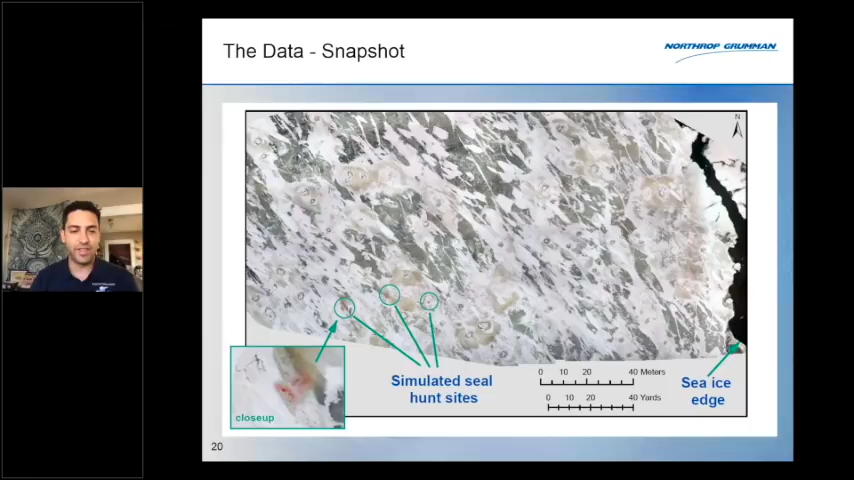 The Data - Snapshot
NORTHROP GRUMMAN
N
Simulated seal
hunt sites
0 10 20 40 Meters
0 10 20 40 Yards
Sea ice
edge
closeup
20